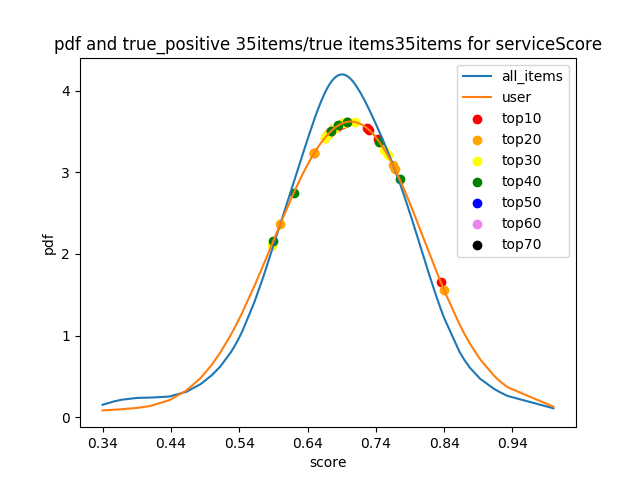 pdf and true_positive 35items/true items35items for serviceScore
all_items
user
top10
top20
top30
top40
top50
top60
top70
pdf
4
3
2
1
0
0.34 0.44 0.54 0.64 0.74 0.84 0.94
score